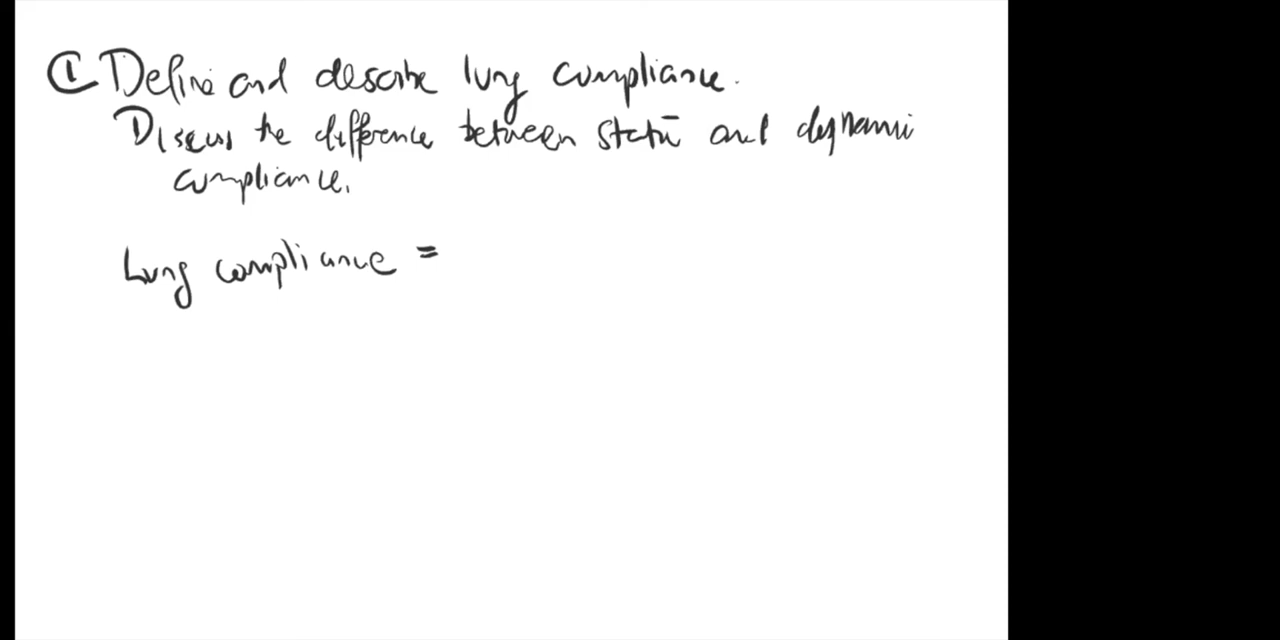 ① Define and describe lung compliance.
Discuss the difference between static and dynamic
compliance.
Lung compliance =